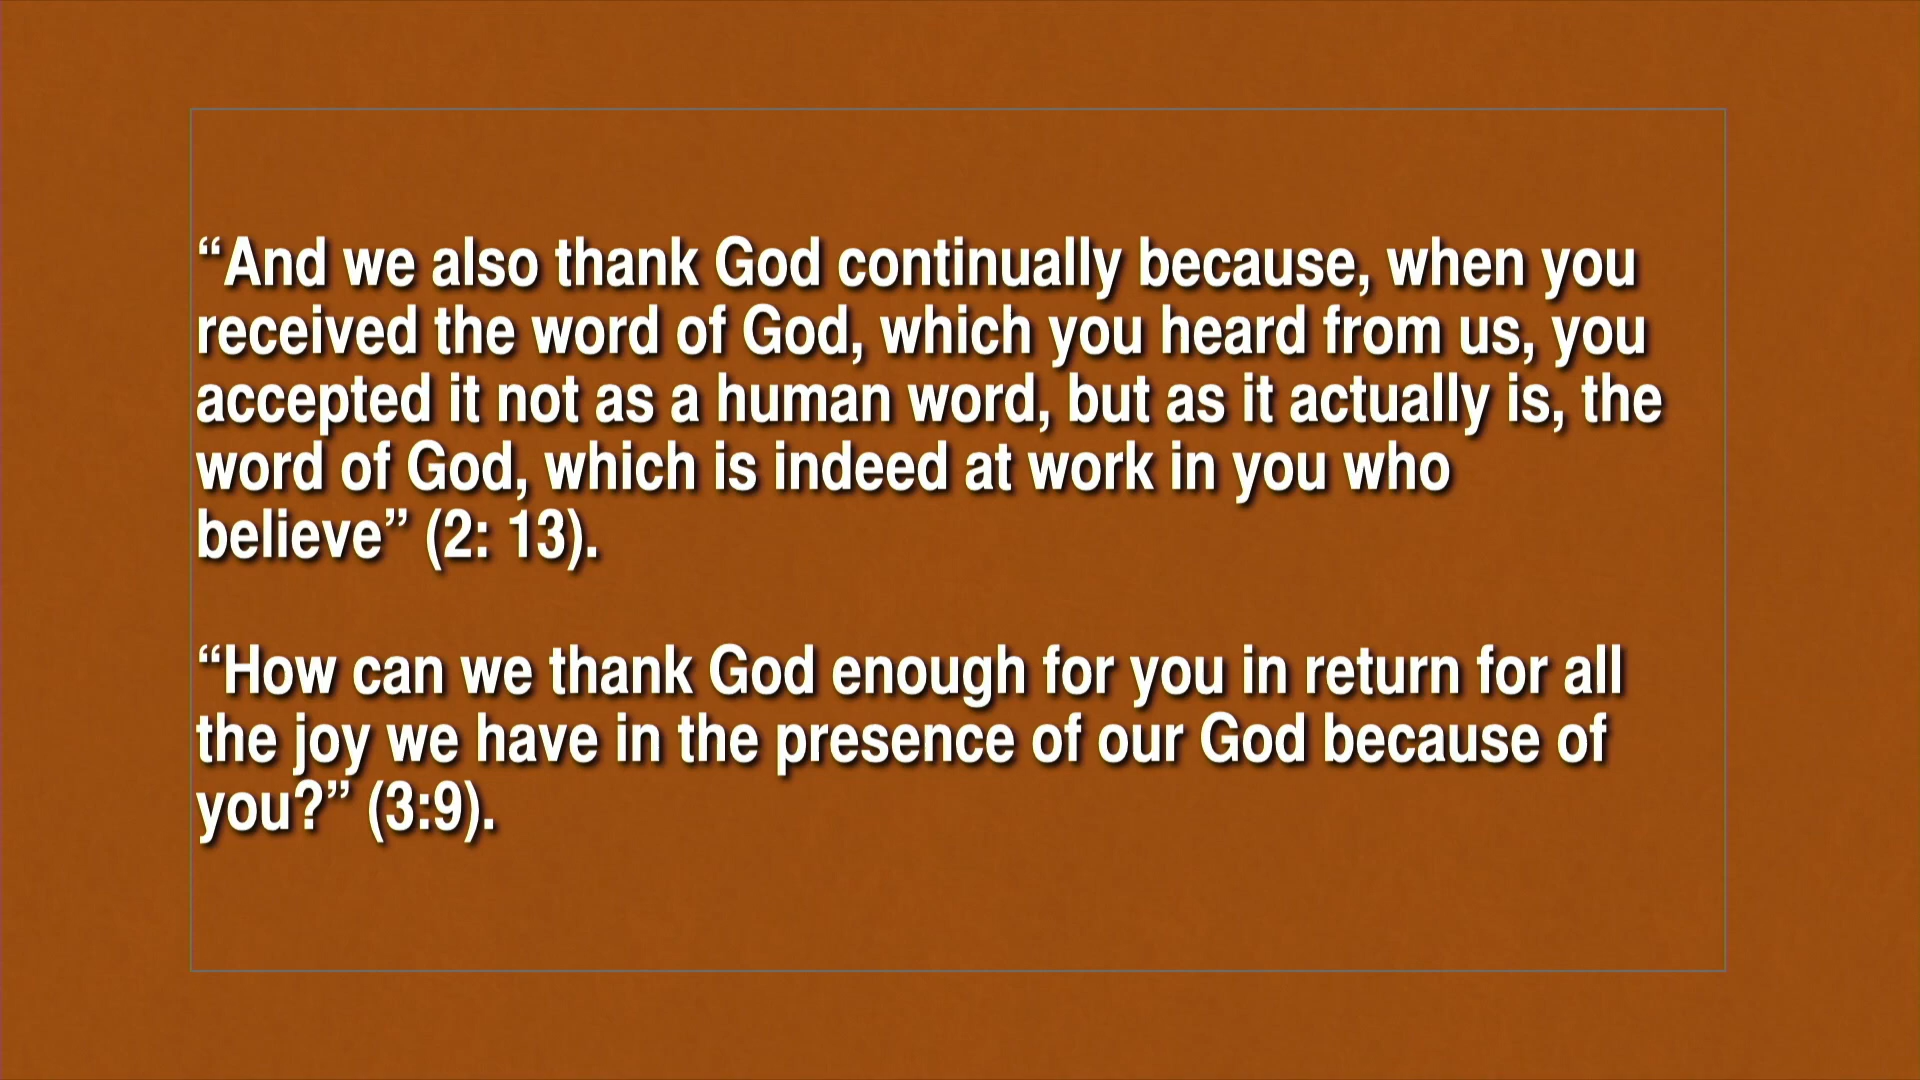 “And we also thank God continually because, when you
received the word of God, which you heard from us, you
accepted it not as a human word, but as it actually is, the
word of God, which is indeed at work in you who
believe” (2: 13).
“How can we thank God enough for you in return for all
the joy we have in the presence of our God because of
you?” (3:9).